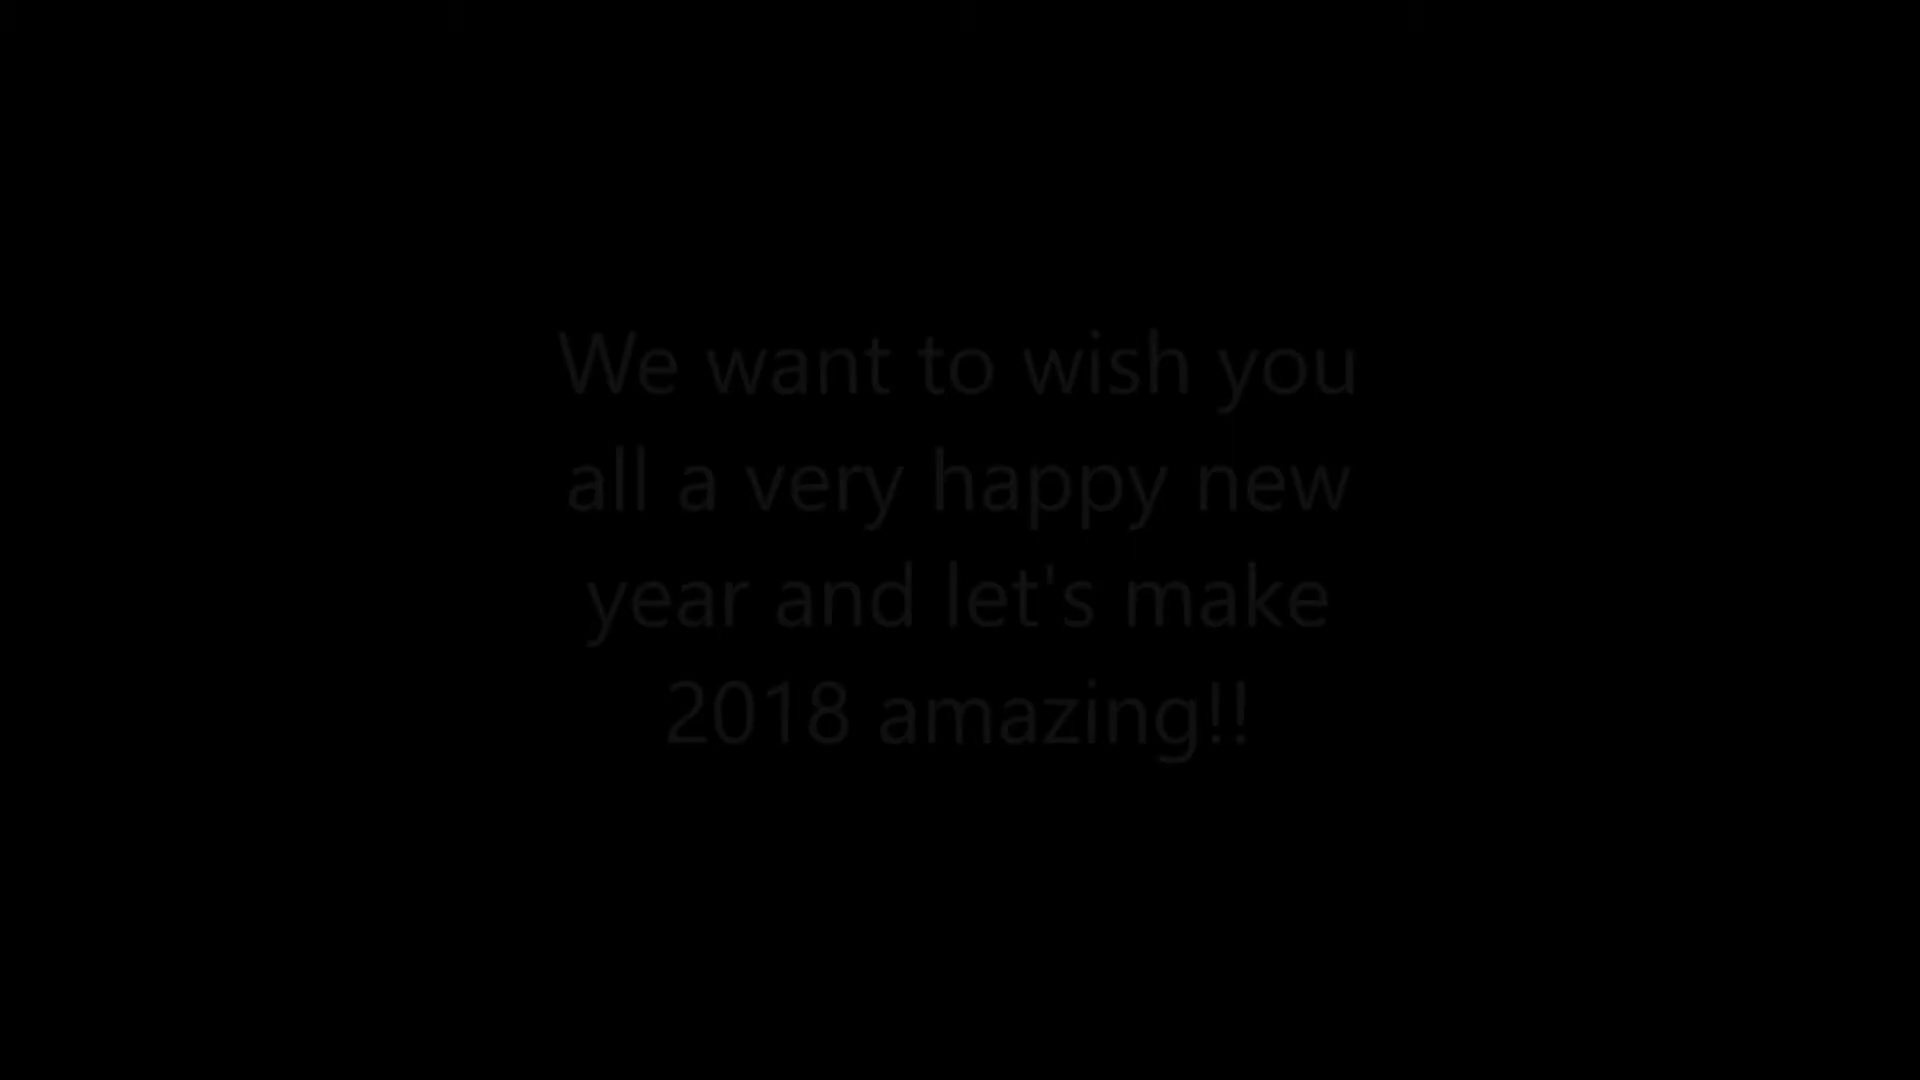 We want to wish you
all a very happy new
year and let's make
2018 amazing!!